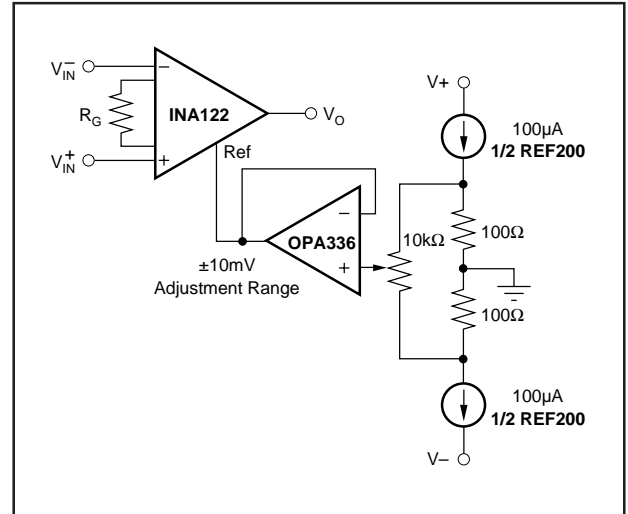 V–IN
–
INA122
RG
VO
V+IN
+
Ref
–
OPA336
+
±10mV
Adjustment Range
V+
100µA
1/2 REF200
10kΩ
100Ω
100Ω
100µA
1/2 REF200
V–